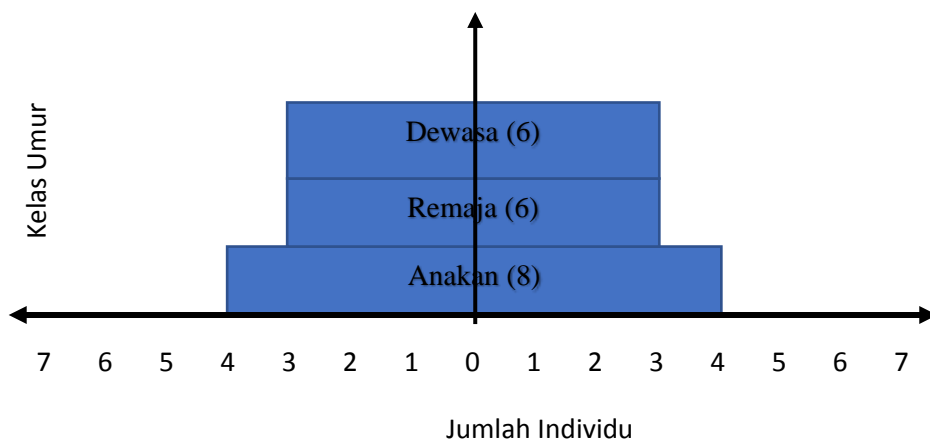 Kelas Umur
Dewasa (6)
Remaja (6)
Anakan (8)
7 6 5 4 3 2 1 0 1 2 3 4 5 6 7
Jumlah Individu